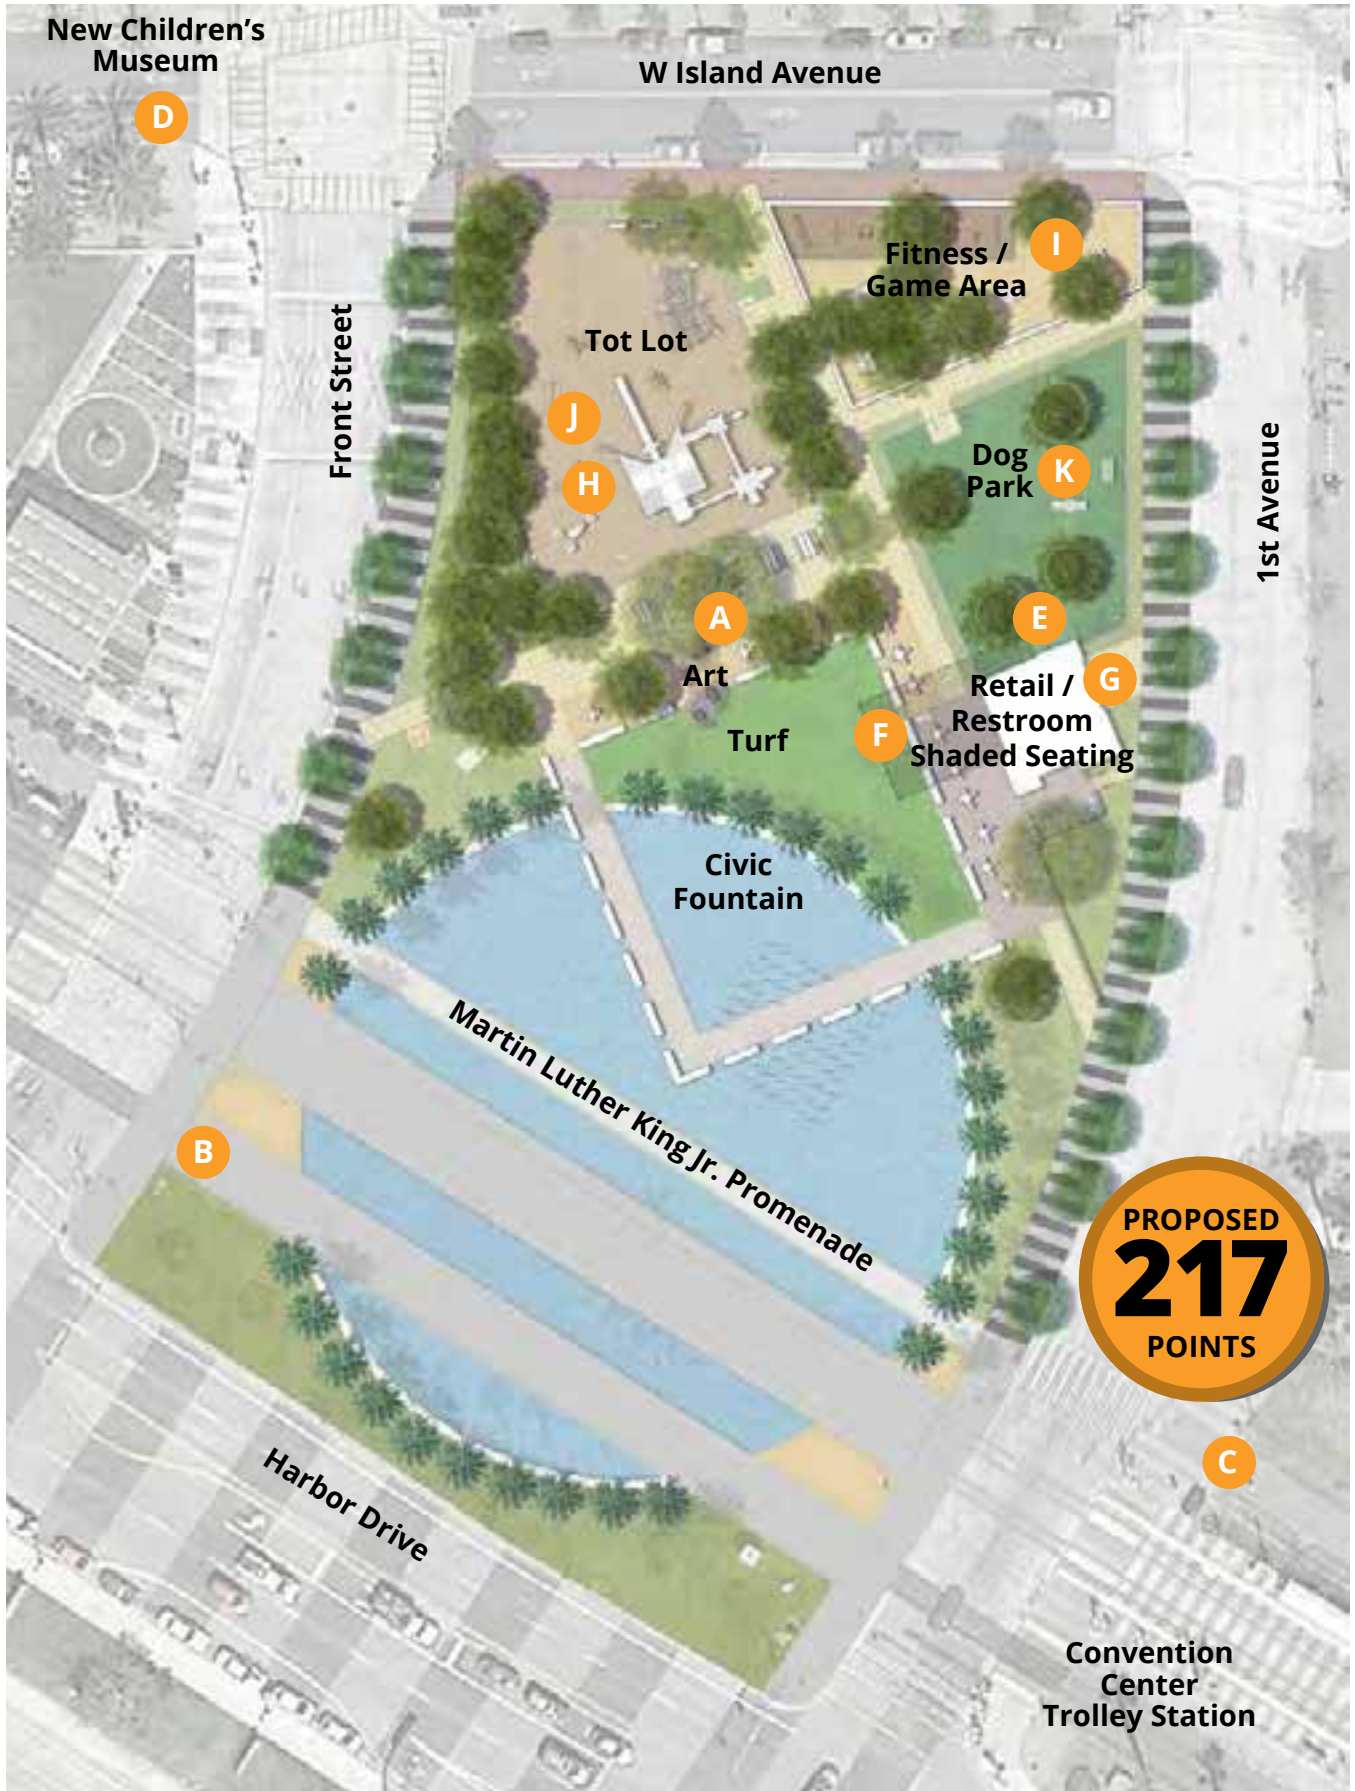 New Children’s
Museum
D
W Island Avenue
Fitness /
Game Area
I
Front Street
Tot Lot
J
H
Dog
Park
K
1st Avenue
A
Art
E
G
Retail /
Restroom
Shaded Seating
F
Turf
Civic
Fountain
Martin Luther King Jr. Promenade
B
PROPOSED
217
POINTS
C
Harbor Drive
Convention
Center
Trolley Station